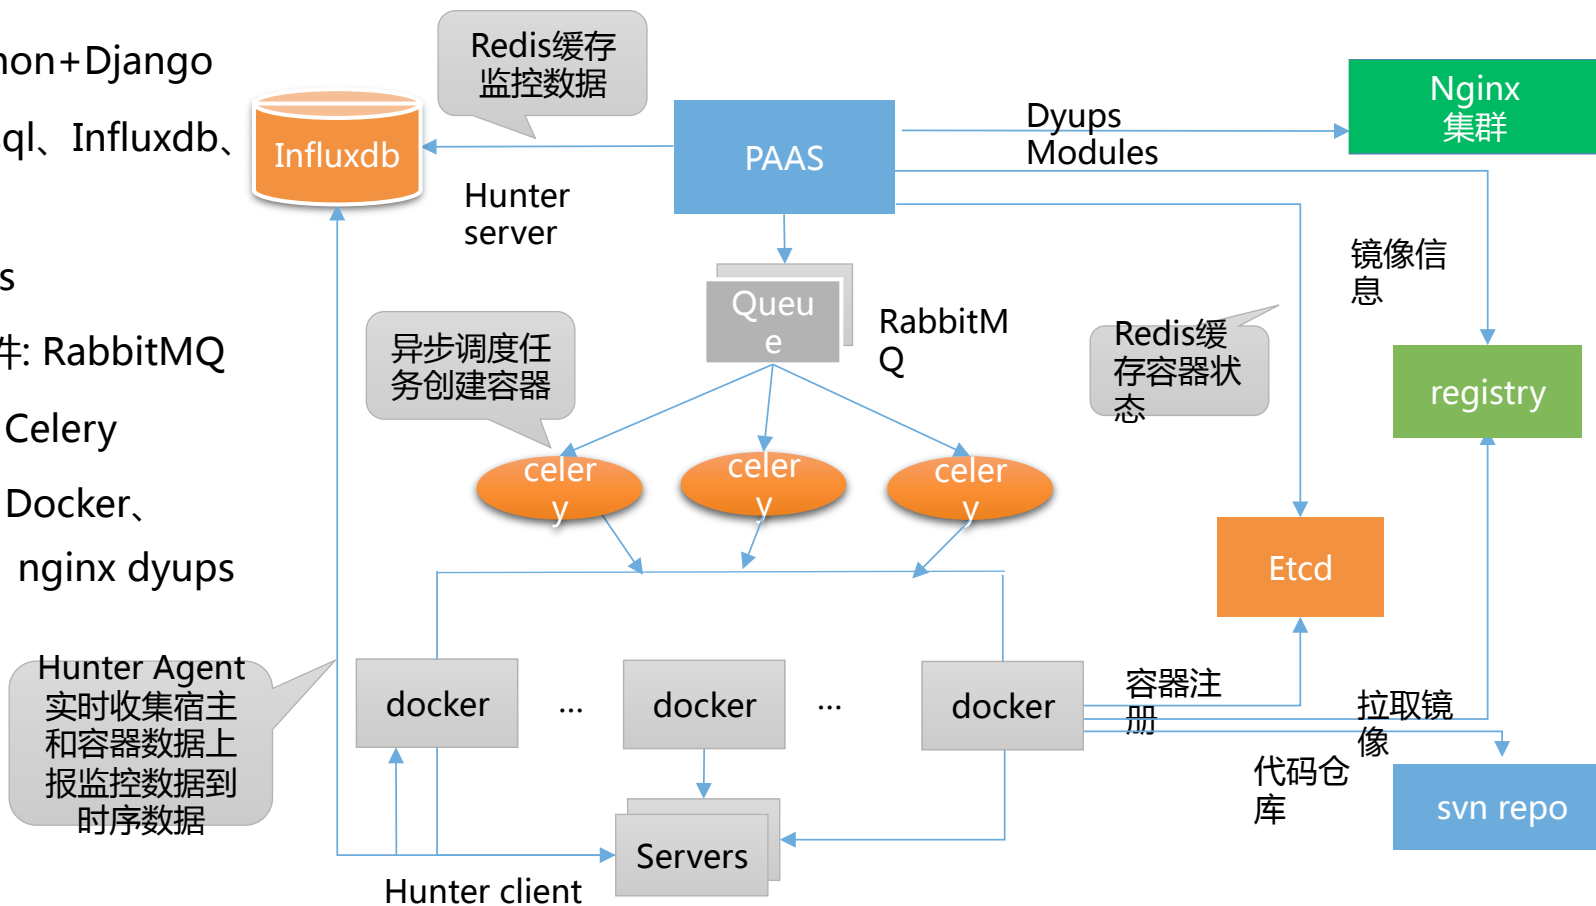 hon+Django
ql、Influxdb、
s
件: RabbitMQ
Celery
Docker、
nginx dyups
Redis缓存
监控数据
Influxdb
PAAS
Dyups
Modules
Nginx
集群
Hunter
server
镜像信
息
Queu
e
RabbitM
Q
异步调度任
务创建容器
Redis缓
存容器状
态
registry
celer
y
celer
y
celer
y
Etcd
Hunter Agent
实时收集宿主
和容器数据上
报监控数据到
时序数据
docker
...
docker
...
docker
容器注
册
拉取镜
像
代码仓
库
svn repo
Servers
Hunter client